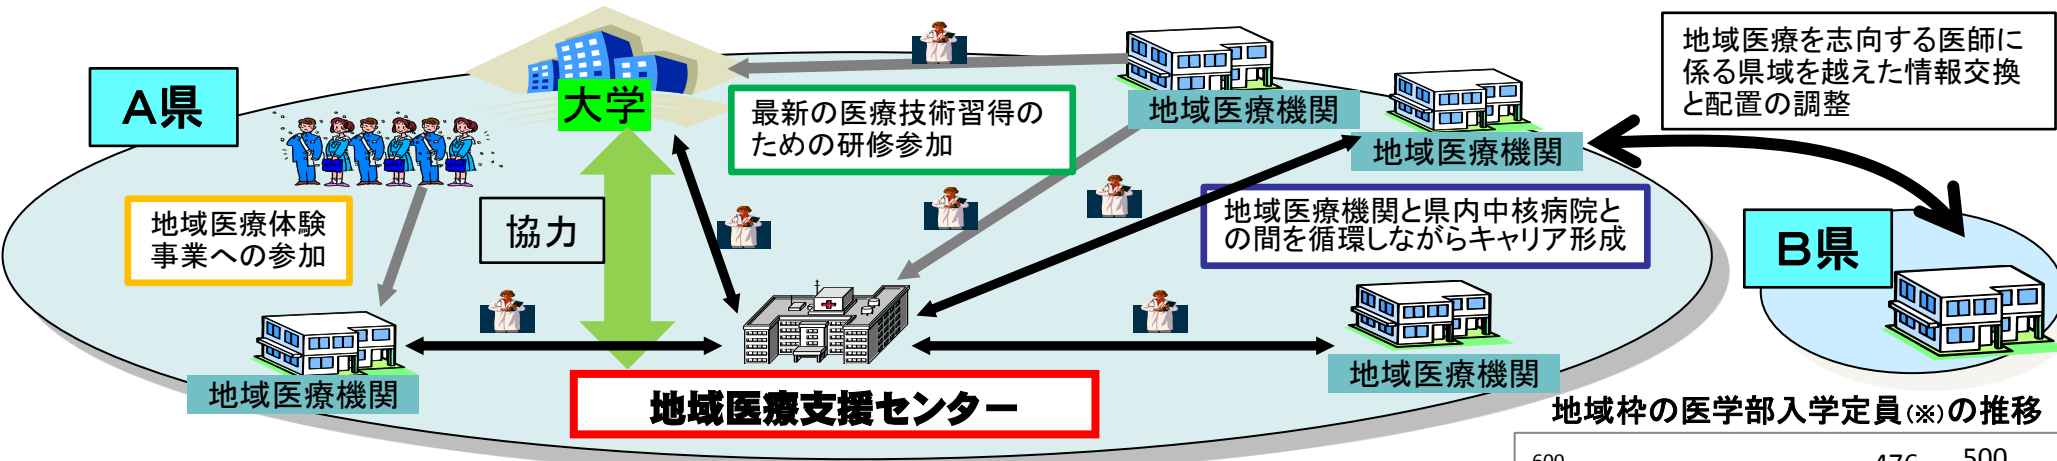 A県
大学
最新の医療技術習得の
ための研修参加
地域医療機関
地域医療機関
地域医療を志向する医師に
係る県域を越えた情報交換
と配置の調整
地域医療体験
事業への参加
協力
地域医療機関と県内中核病院と
の間を循環しながらキャリア形成
B県
地域医療機関
地域医療支援センター
地域医療機関
地域枠の医学部入学定員(※)の推移
600
476
500